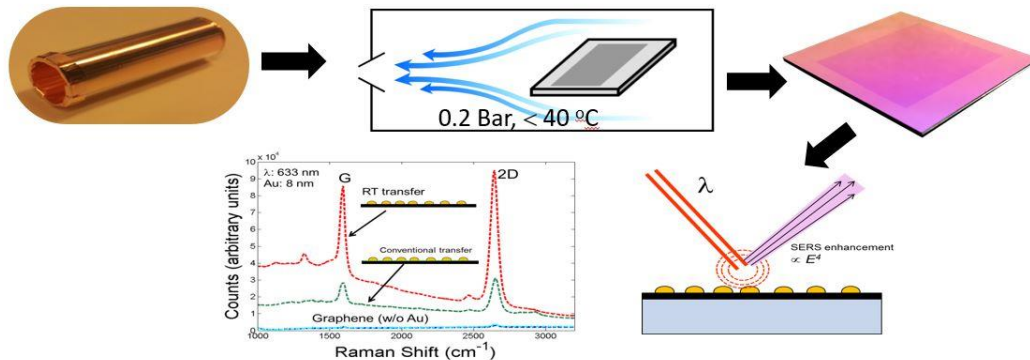 0.2 Bar, < 40 °C
x 10⁴
λ: 633 nm
Au: 8 nm
G
2D
RT transfer
Conventional transfer
Graphene (w/o Au)
10
9
8
7
6
5
4
3
2
1
0
1000
1500
2000
2500
3000
Counts (arbitrary units)
Raman Shift (cm⁻¹)
λ
SERS enhancement
∝ E⁴